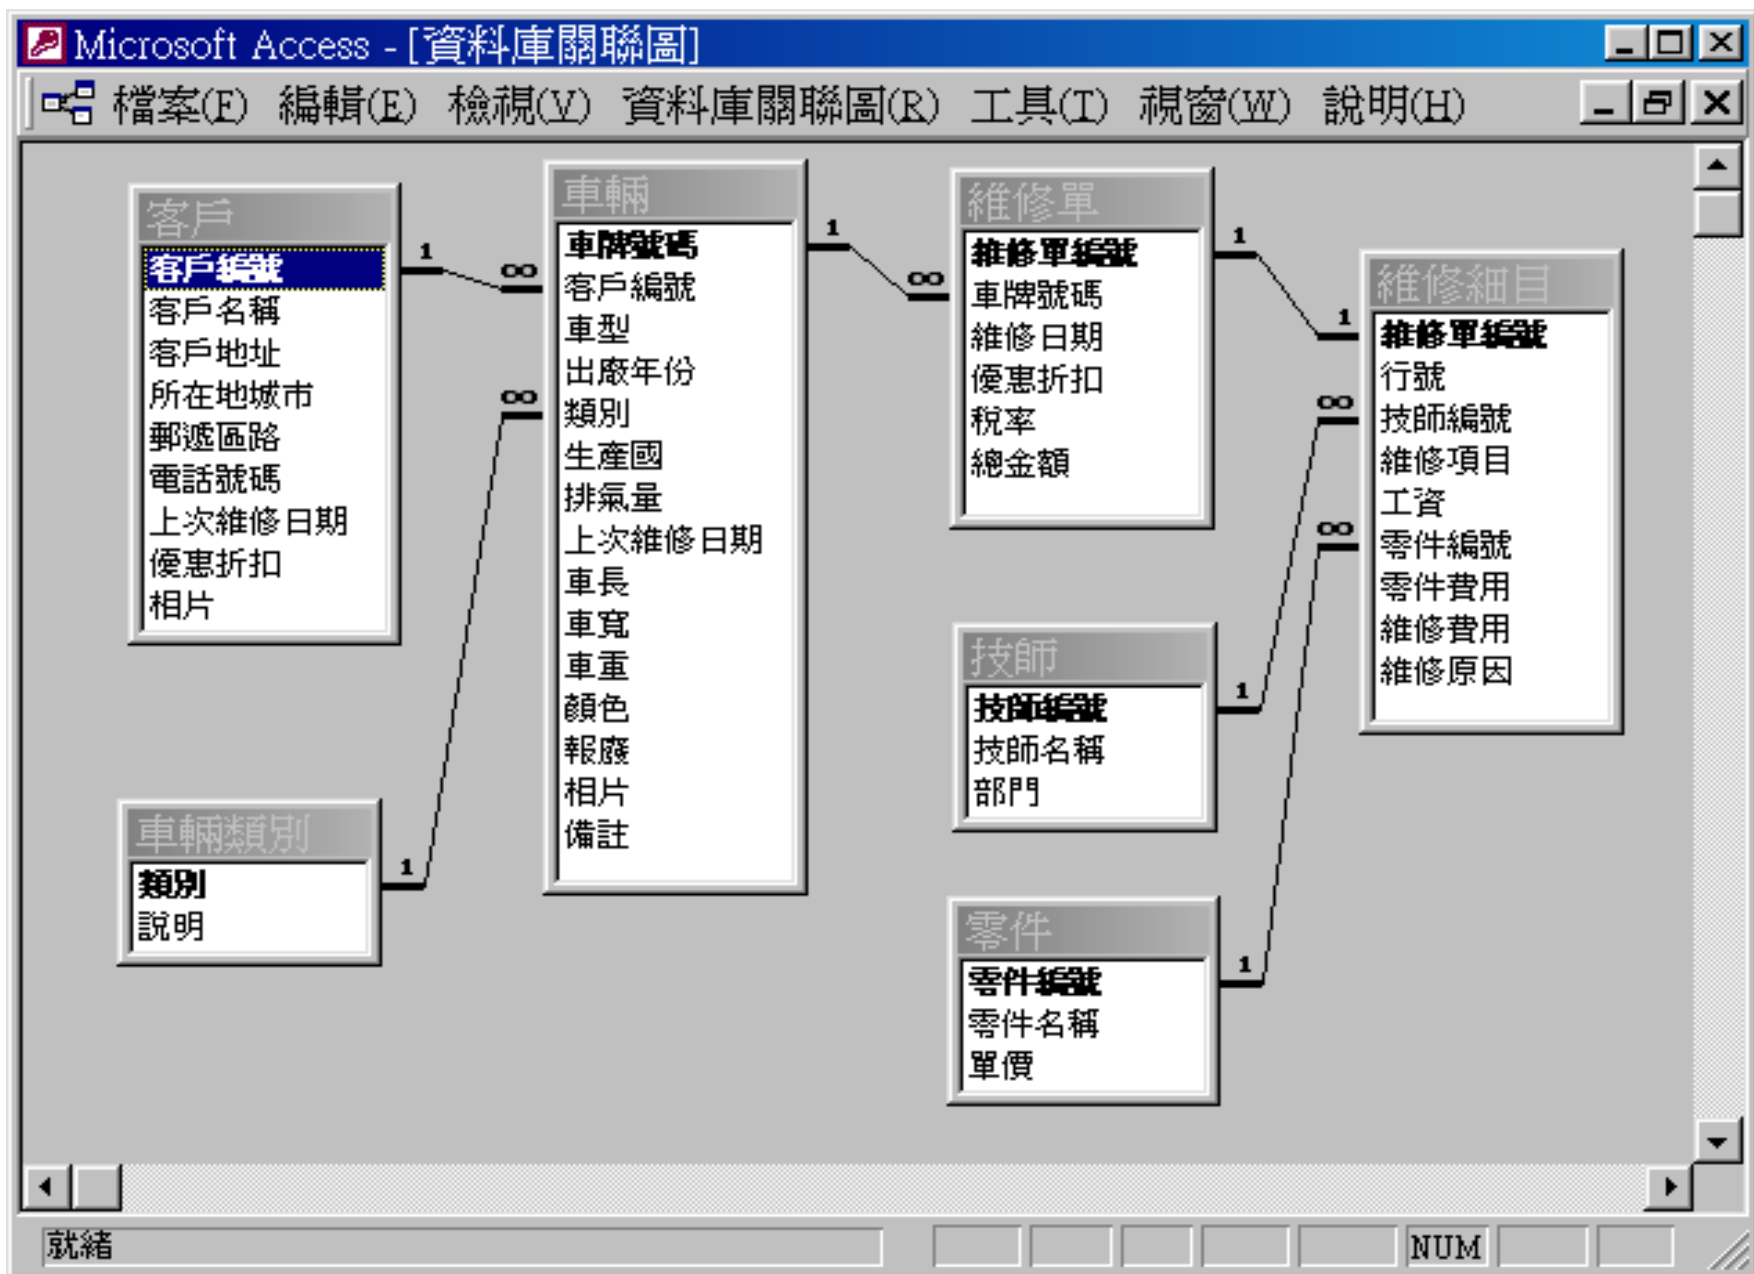 Microsoft Access - [資料庫關聯圖]
檔案(F) 編輯(E) 檢視(V) 資料庫關聯圖(R) 工具(T) 視窗(W) 說明(H)
客戶
客戶編號
客戶名稱
客戶地址
所在地城市
郵遞區路
電話號碼
上次維修日期
優惠折扣
相片
1
∞
車輛
車牌號碼
客戶編號
車型
出廠年份
類別
生產國
排氣量
上次維修日期
車長
車寬
車重
顏色
報廢
相片
備註
1
∞
維修單
維修單編號
車牌號碼
維修日期
優惠折扣
稅率
總金額
1
1
維修細目
維修單編號
行號
技師編號
維修項目
工資
零件編號
零件費用
維修費用
維修原因
車輛類別
類別
說明
1
∞
技師
技師編號
技師名稱
部門
1
∞
零件
零件編號
零件名稱
單價
1
∞
就緒
NUM